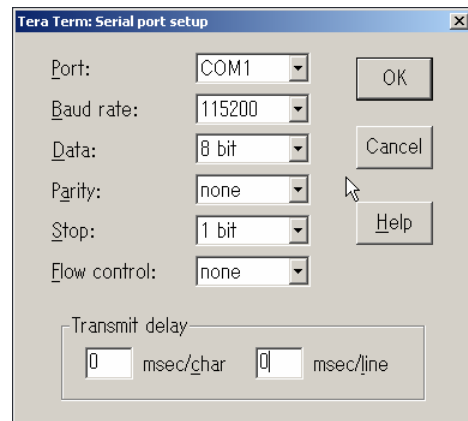 Tera Term: Serial port setup
Port: COM1 OK
Baud rate: 115200
Data: 8 bit Cancel
Parity: none
Stop: 1 bit Help
Flow control: none
Transmit delay
0 msec/char 0 msec/line